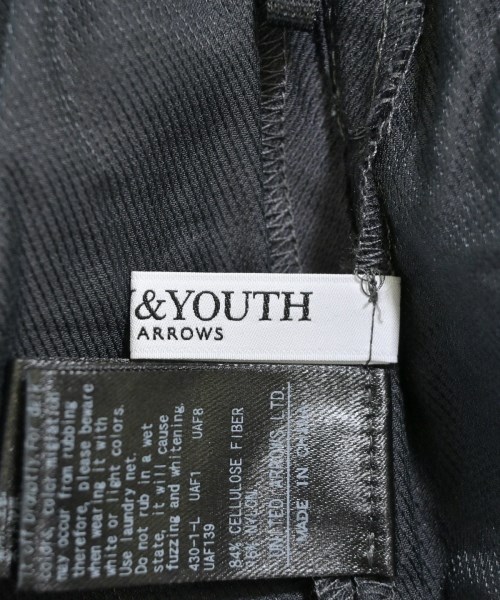 &YOUTH
ARROWS
colors, color migration
may occur from rubbing
therefore, please beware
when wearing it with
white or light colors.
Use laundry net.
Do not rub in a wet
state, it will cause
fuzzing and whitening.
430-1-L UAF1 UAF8
UAF139
84% CELLULOSE FIBER
NYLON
UNITED ARROWS LTD.
MADE IN CHINA